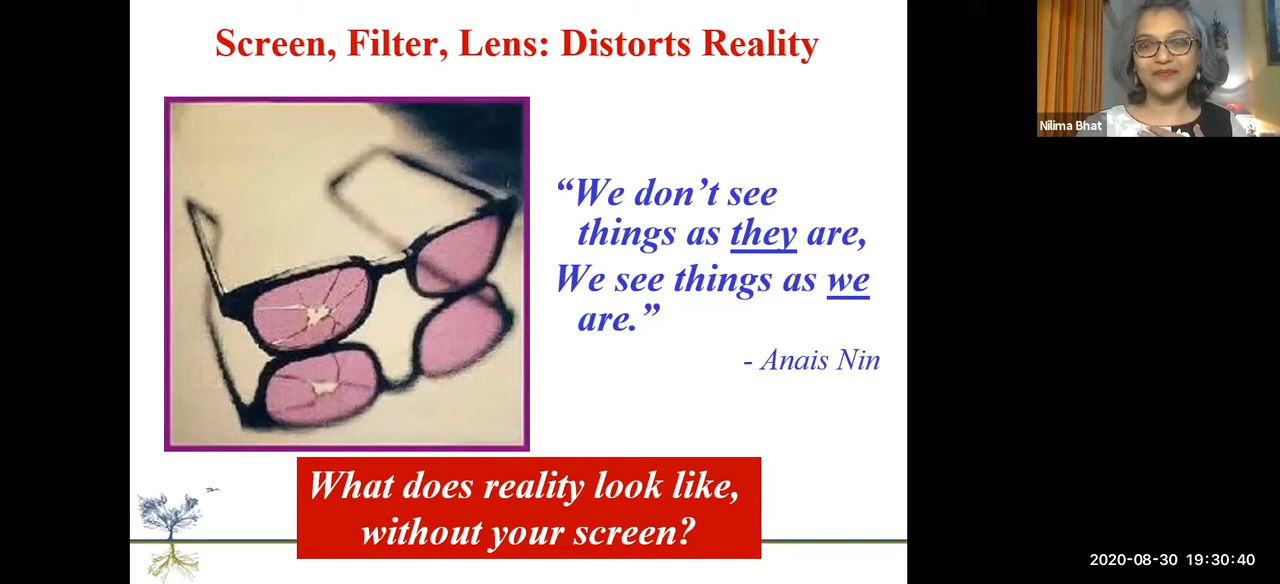 Screen, Filter, Lens: Distorts Reality
“We don’t see
things as they are,
We see things as we
are.”
- Anais Nin
What does reality look like,
without your screen?
Nilima Bhat
2020-08-30 19:30:40